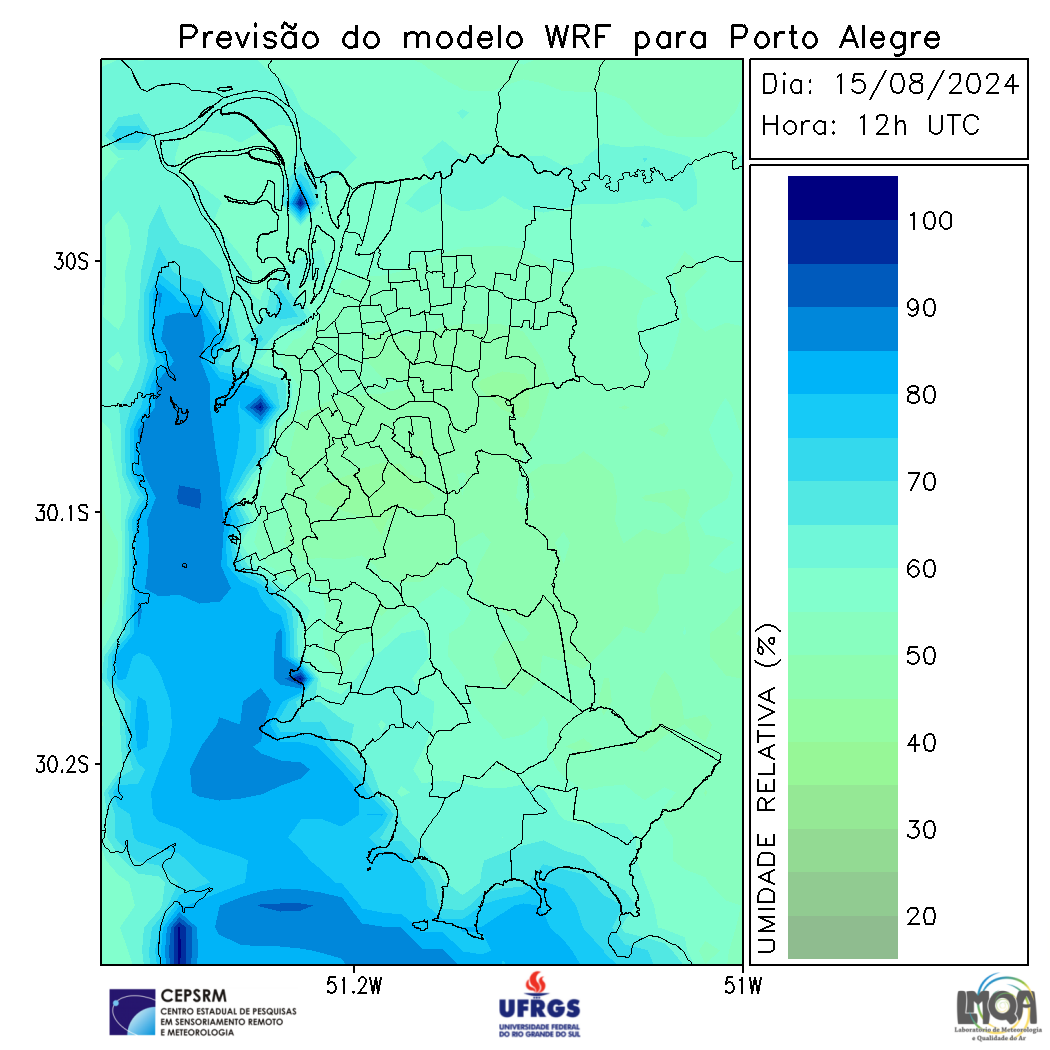 Previsão do modelo WRF para Porto Alegre
Dia: 15/08/2024
Hora: 12h UTC
30S
30.1S
30.2S
51.2W
51W
100
90
80
70
60
50
40
30
20
UMIDADE RELATIVA (%)
CEPSRM
CENTRO ESTADUAL DE PESQUISAS
EM SENSORIAMENTO REMOTO
E METEOROLOGIA
UFRGS
UNIVERSIDADE FEDERAL
DO RIO GRANDE DO SUL
LMQA
Laboratório de Meteorologia
e Qualidade do Ar